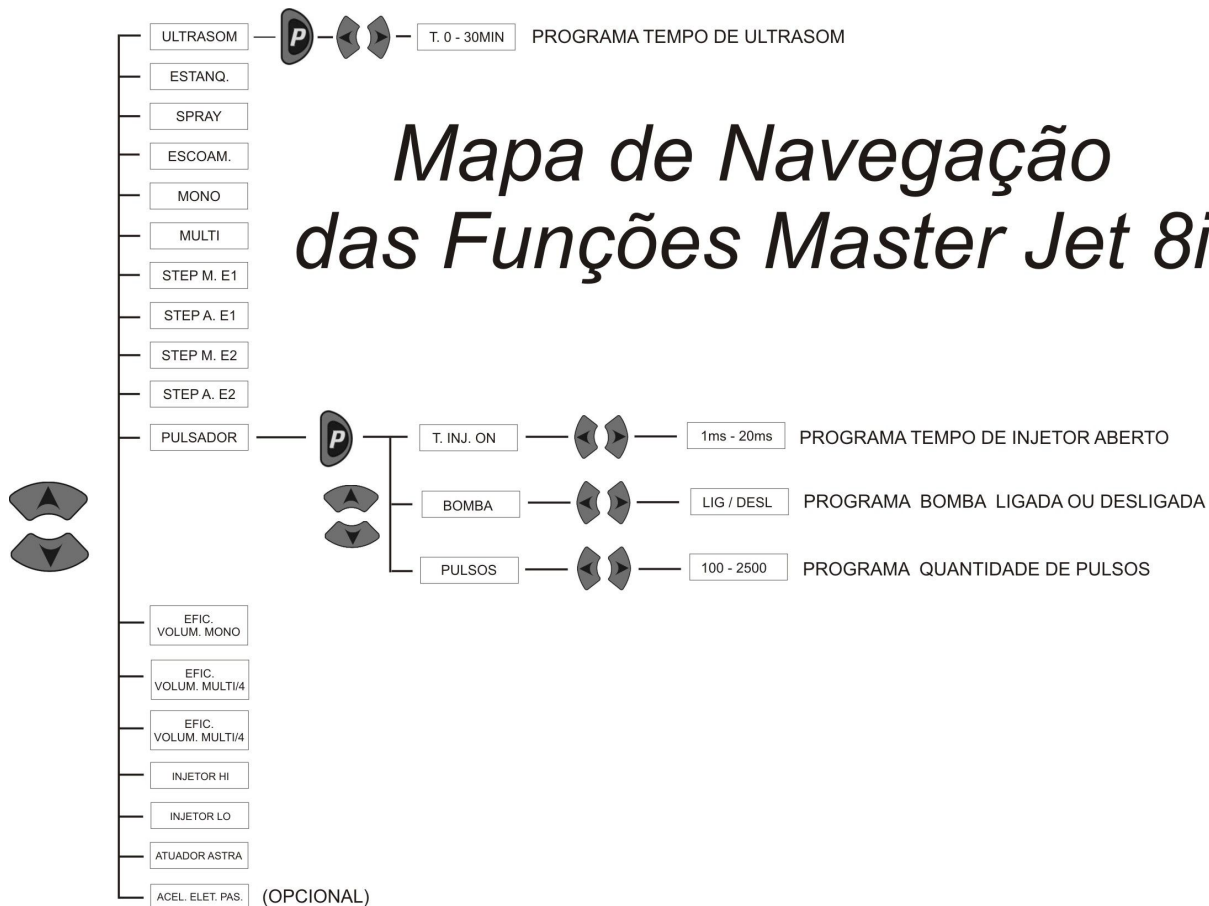 ULTRASOM
P
T. 0 - 30MIN
PROGRAMA TEMPO DE ULTRASOM
ESTANQ.
SPRAY
ESCOAM.
MONO
MULTI
STEP M. E1
STEP A. E1
STEP M. E2
STEP A. E2
Mapa de Navegação
das Funções Master Jet 8i
PULSADOR
P
T. INJ. ON
1ms - 20ms
PROGRAMA TEMPO DE INJETOR ABERTO
BOMBA
LIG / DESL
PROGRAMA BOMBA LIGADA OU DESLIGADA
PULSOS
100 - 2500
PROGRAMA QUANTIDADE DE PULSOS
EFIC.
VOLUM. MONO
EFIC.
VOLUM. MULTI/4
EFIC.
VOLUM. MULTI/4
INJETOR HI
INJETOR LO
ATUADOR ASTRA
ACEL. ELET. PAS.
(OPCIONAL)